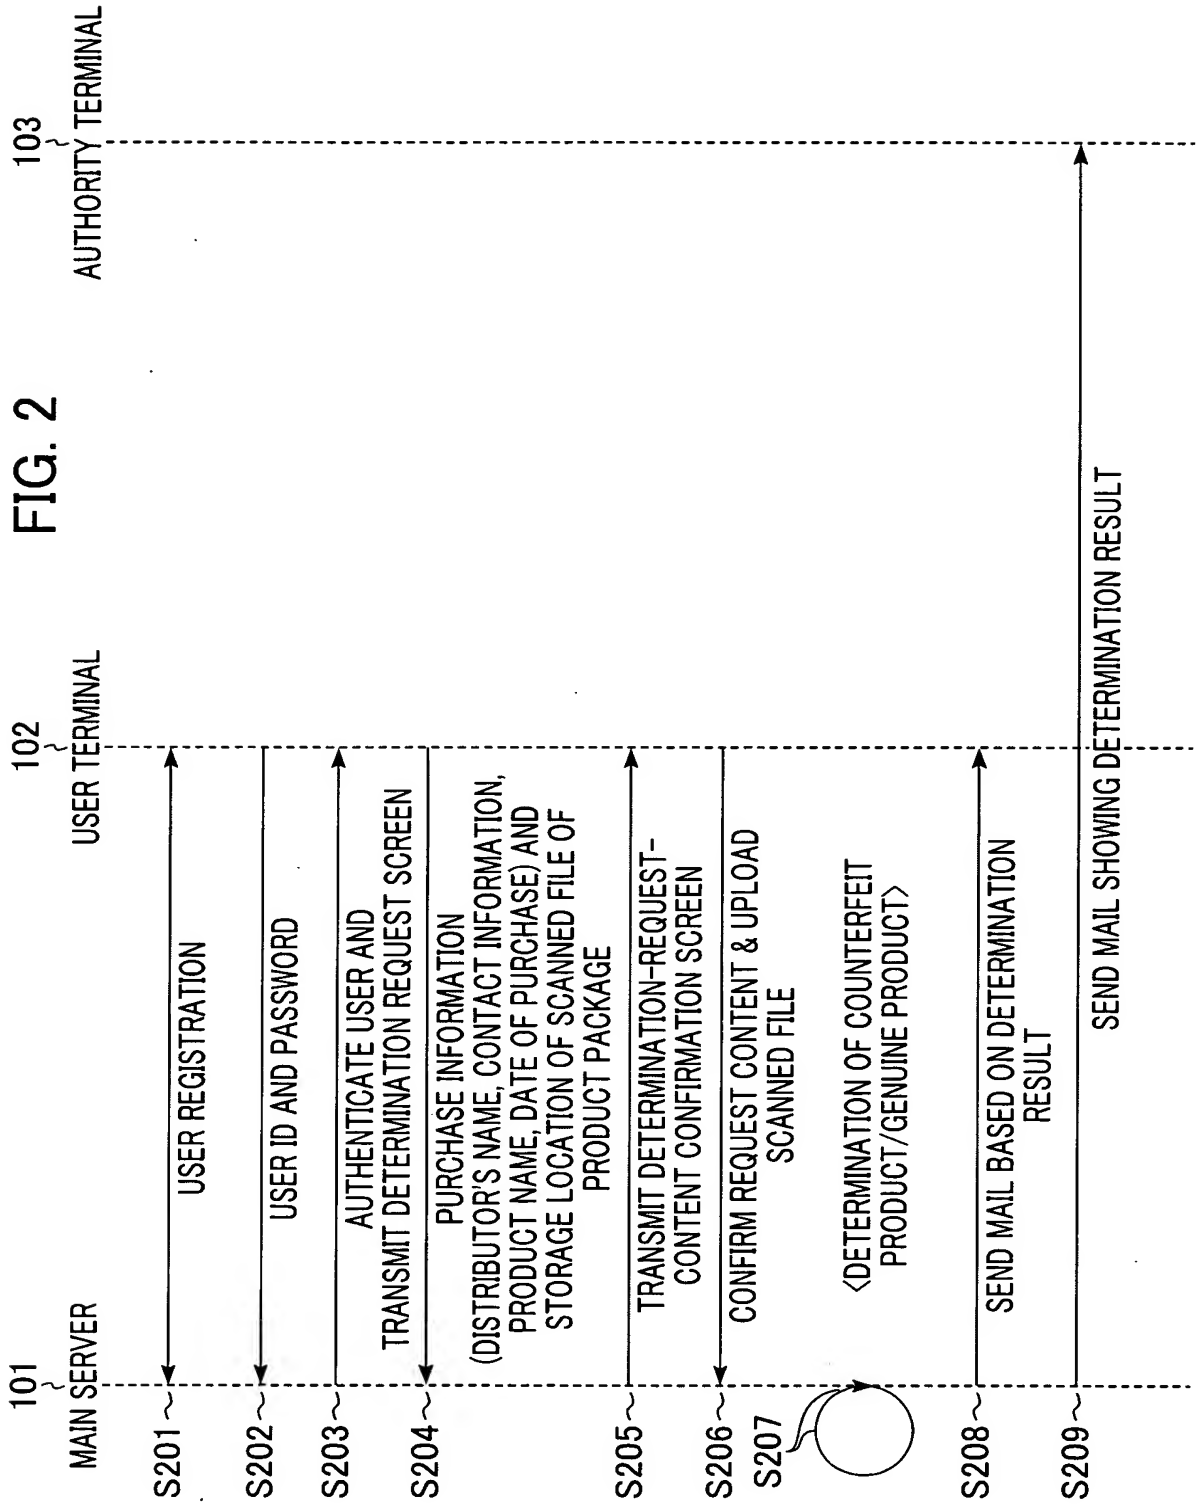 FIG. 2
101
MAIN SERVER
102
USER TERMINAL
103
AUTHORITY TERMINAL
S201
USER REGISTRATION
S202
USER ID AND PASSWORD
S203
AUTHENTICATE USER AND
TRANSMIT DETERMINATION REQUEST SCREEN
S204
PURCHASE INFORMATION
(DISTRIBUTOR'S NAME, CONTACT INFORMATION,
PRODUCT NAME, DATE OF PURCHASE) AND
STORAGE LOCATION OF SCANNED FILE OF
PRODUCT PACKAGE
S205
TRANSMIT DETERMINATION-REQUEST-
CONTENT CONFIRMATION SCREEN
S206
CONFIRM REQUEST CONTENT & UPLOAD
SCANNED FILE
S207
<DETERMINATION OF COUNTERFEIT
PRODUCT/GENUINE PRODUCT>
S208
SEND MAIL BASED ON DETERMINATION
RESULT
S209
SEND MAIL SHOWING DETERMINATION RESULT